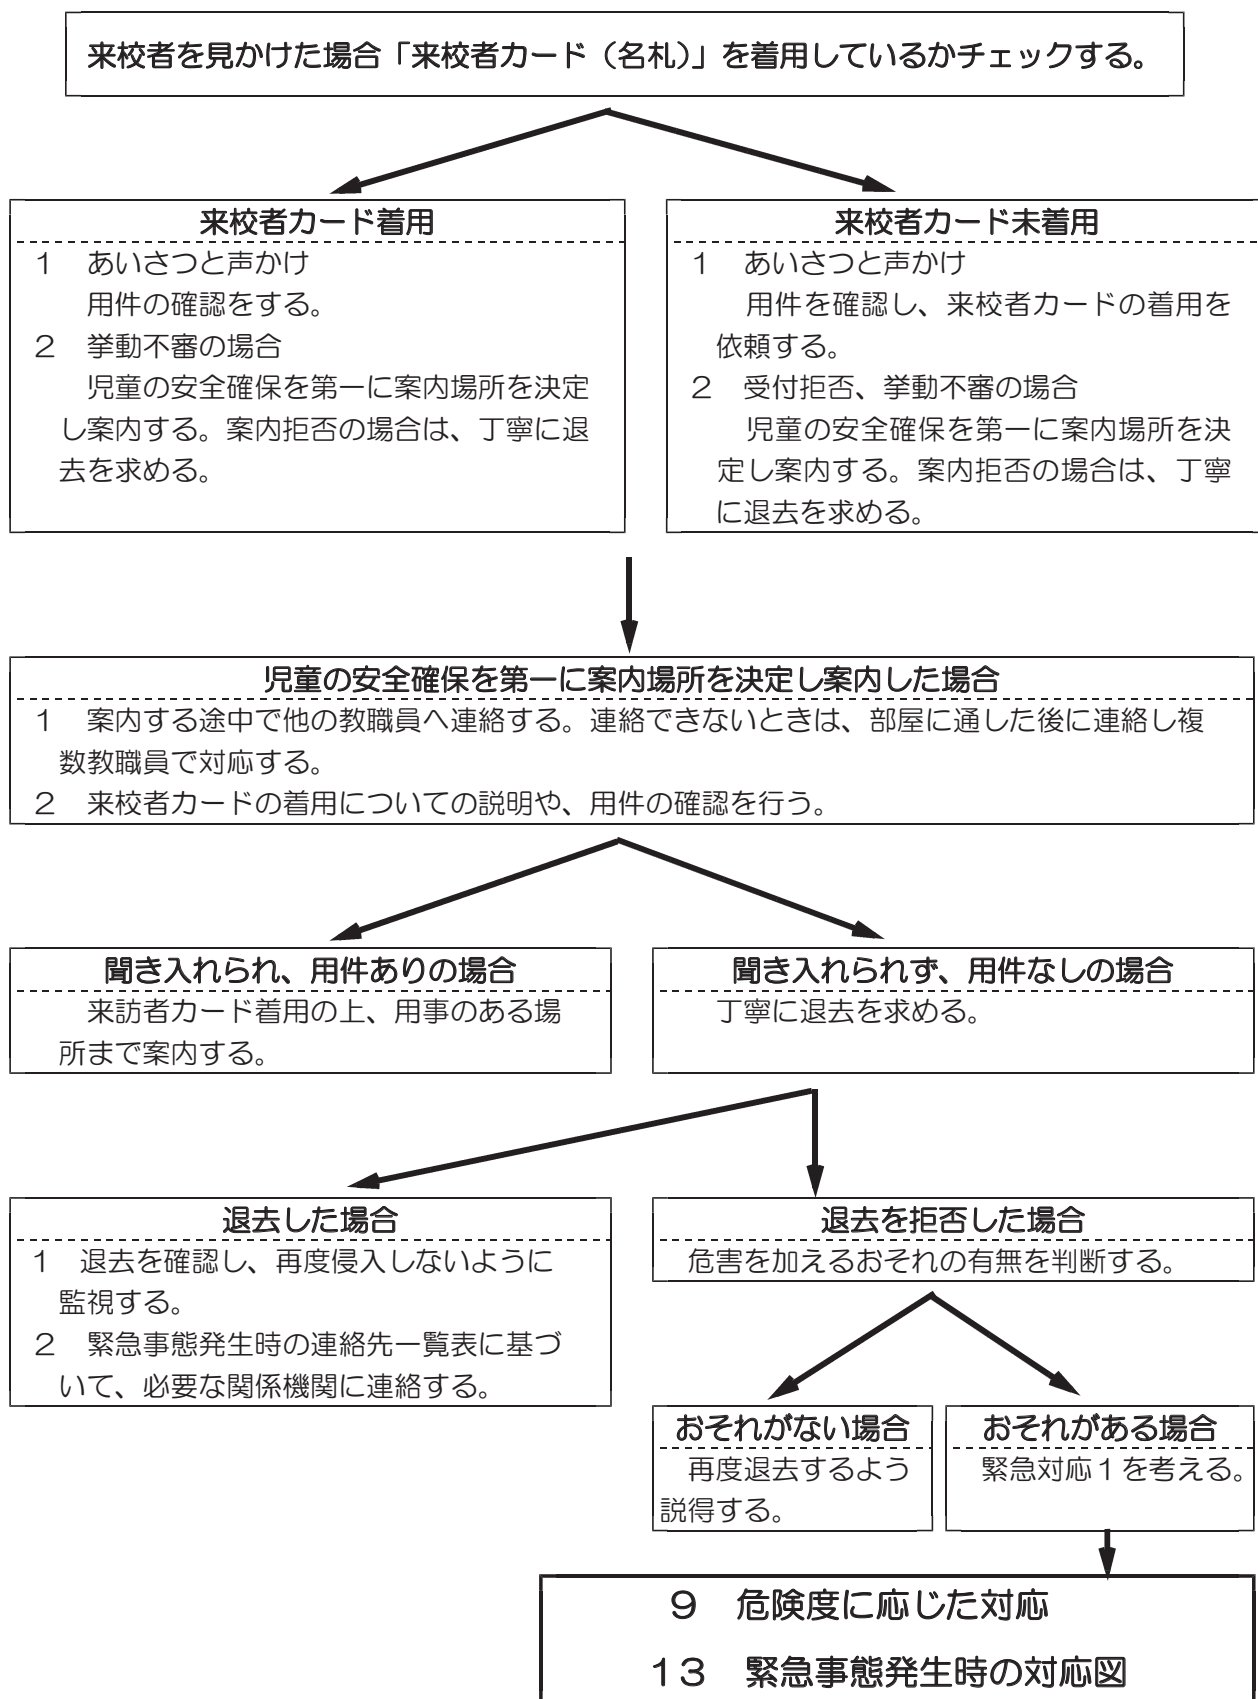 来校者を見かけた場合「来校者カード（名札）」を着用しているかチェックする。
来校者カード着用
１　あいさつと声かけ
用件の確認をする。
２　挙動不審の場合
児童の安全確保を第一に案内場所を決定
し案内する。案内拒否の場合は、丁寧に退
去を求める。
来校者カード未着用
１　あいさつと声かけ
用件を確認し、来校者カードの着用を
依頼する。
２　受付拒否、挙動不審の場合
児童の安全確保を第一に案内場所を決
定し案内する。案内拒否の場合は、丁寧
に退去を求める。
児童の安全確保を第一に案内場所を決定し案内した場合
１　案内する途中で他の教職員へ連絡する。連絡できないときは、部屋に通した後に連絡し複
数教職員で対応する。
２　来校者カードの着用についての説明や、用件の確認を行う。
聞き入れられ、用件ありの場合
来訪者カード着用の上、用事のある場
所まで案内する。
聞き入れられず、用件なしの場合
丁寧に退去を求める。
退去した場合
１　退去を確認し、再度侵入しないように
監視する。
２　緊急事態発生時の連絡先一覧表に基づ
いて、必要な関係機関に連絡する。
退去を拒否した場合
危害を加えるおそれの有無を判断する。
おそれがない場合
再度退去するよう
説得する。
おそれがある場合
緊急対応１を考える。
９　危険度に応じた対応
１３　緊急事態発生時の対応図